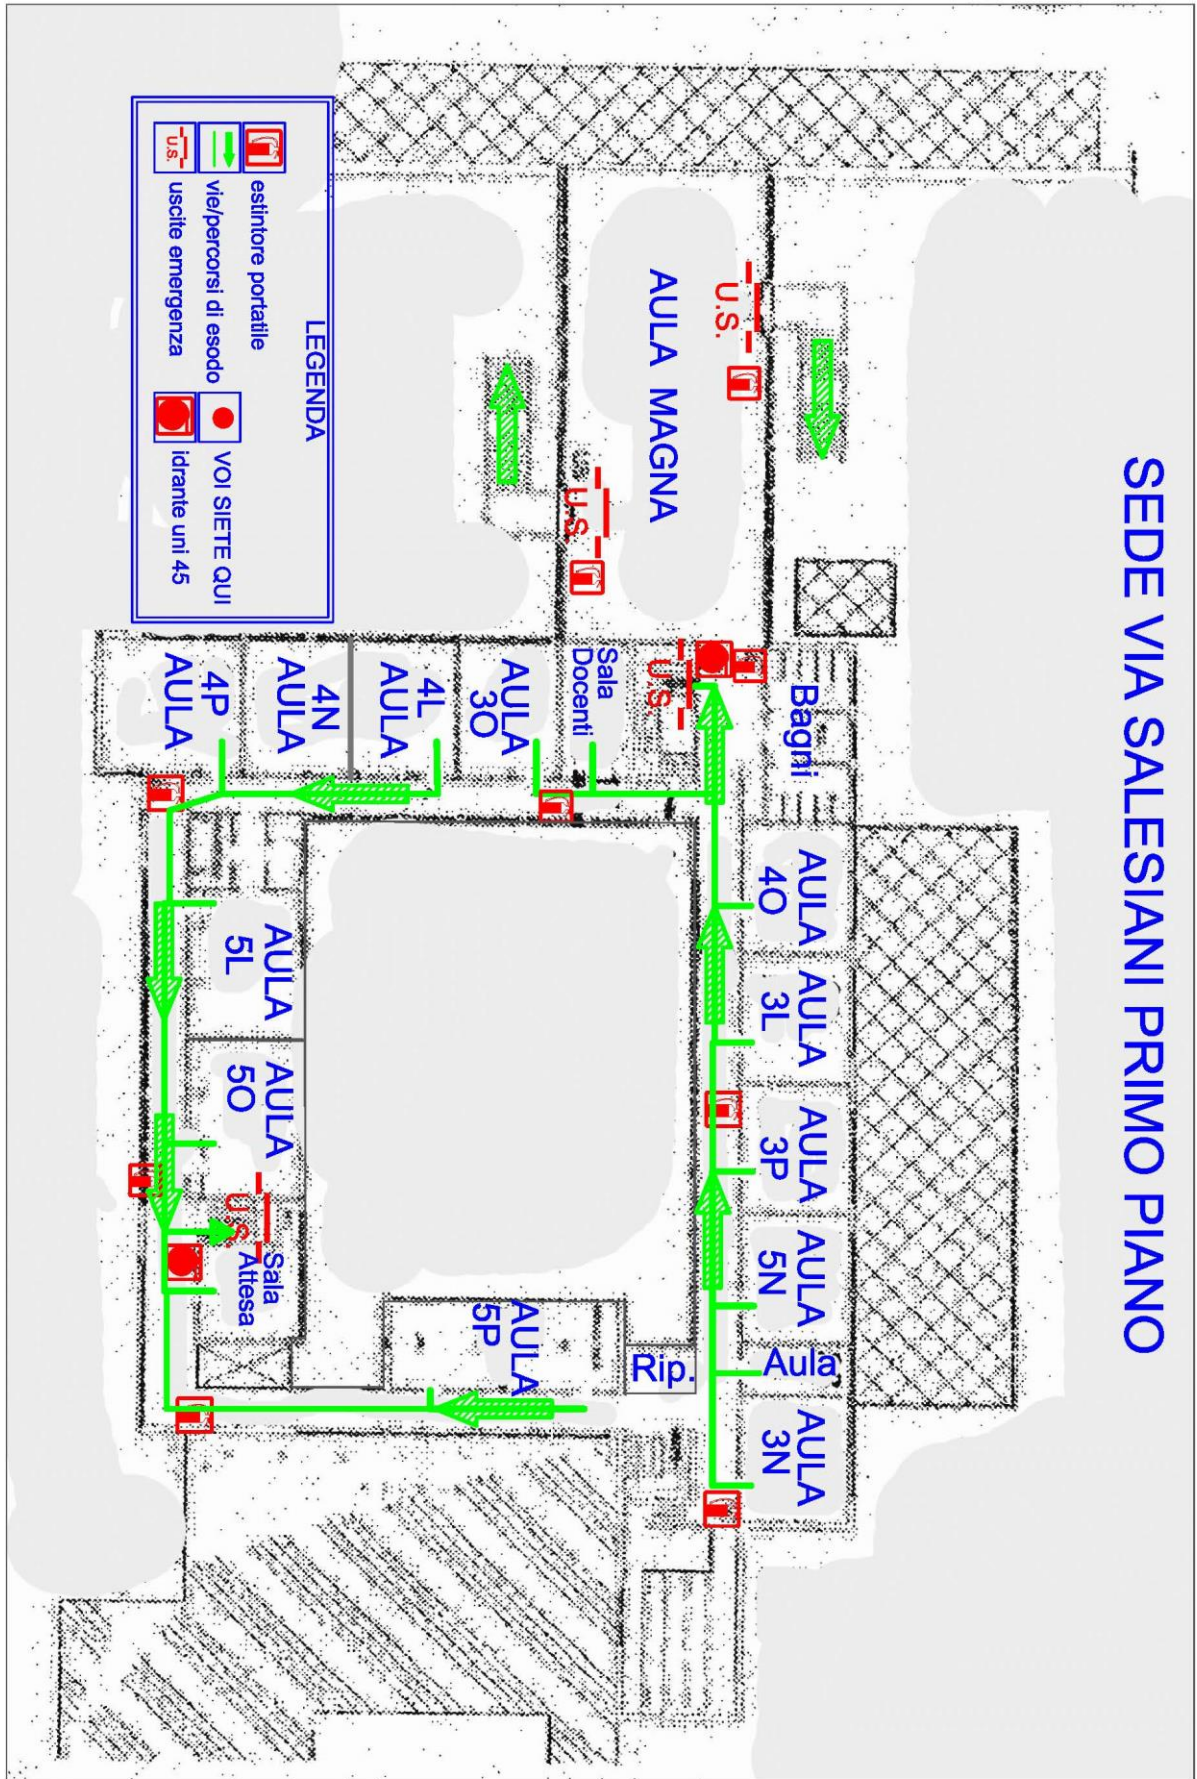 SEDE VIA SALESIANI PRIMO PIANO
U.S.
AULA MAGNA
U.S.
U.S.
Bagni
U.S.
Sala
Docenti
AULA
3O
4L
AULA
4N
AULA
4P
AULA
AULA
4O
AULA
3L
AULA
3P
AULA
5N
Aula
AULA
3N
Rip.
AULA
5P
AULA
5L
AULA
5O
U.S.
Sala
Attesa
LEGENDA
estintore portatile
vie/percorsi di esodo
VOI SIETE QUI
U.S.
uscite emergenza
idrante uni 45